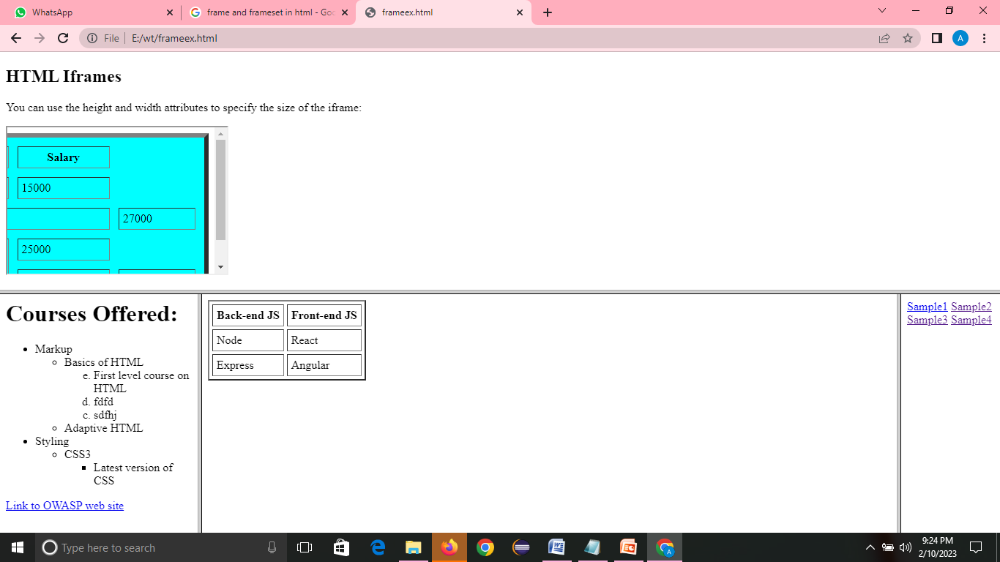 WhatsApp
frame and frameset in html - Goo
frameex.html
File
E:/wt/frameex.html
A
HTML Iframes
You can use the height and width attributes to specify the size of the iframe:
Salary
15000
27000
25000
Courses Offered:
Markup
Basics of HTML
e. First level course on
HTML
d. fdfd
c. sdfhj
Adaptive HTML
Styling
CSS3
Latest version of
CSS
Link to OWASP web site
Back-end JS Front-end JS
Node React
Express Angular
Sample1 Sample2
Sample3 Sample4
Type here to search
A
9:24 PM
2/10/2023